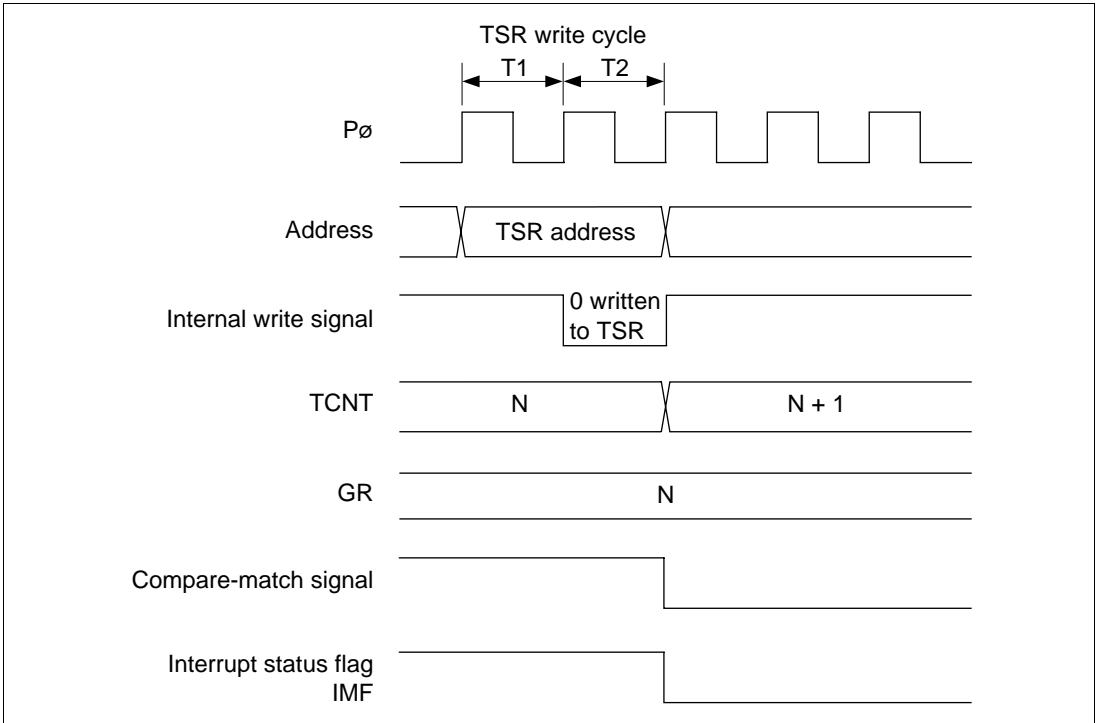 TSR write cycle
T1 T2
Pø
Address TSR address
Internal write signal 0 written
to TSR
TCNT N N + 1
GR N
Compare-match signal
Interrupt status flag
IMF